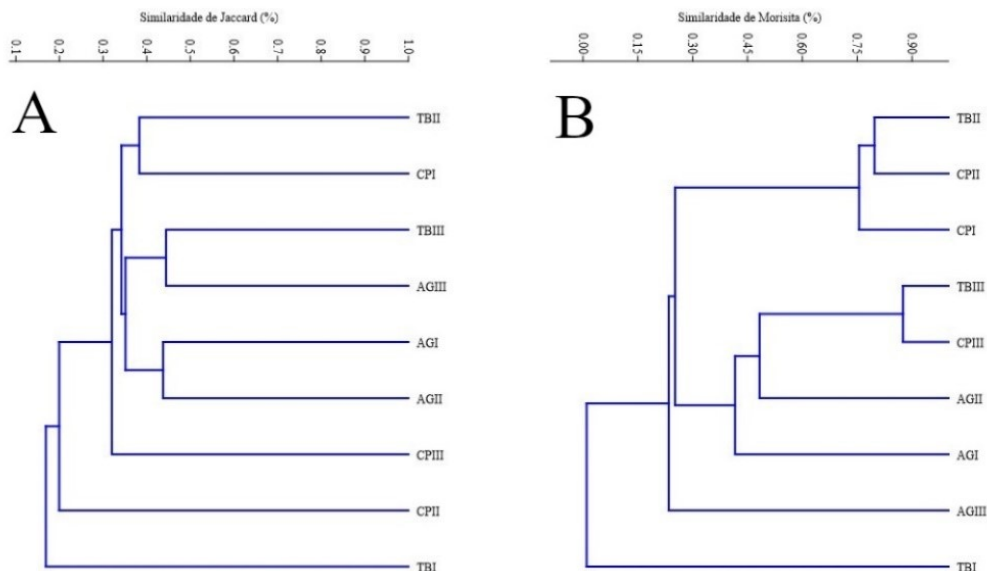 Similaridade de Jaccard (%)
0.1 0.2 0.3 0.4 0.5 0.6 0.7 0.8 0.9 1.0
A
TBII
CPI
TBIII
AGIII
AGI
AGII
CPIII
CPII
TBI
Similaridade de Morisita (%)
0.00 0.15 0.30 0.45 0.60 0.75 0.90
B
TBII
CPII
CPI
TBIII
CPIII
AGII
AGI
AGIII
TBI